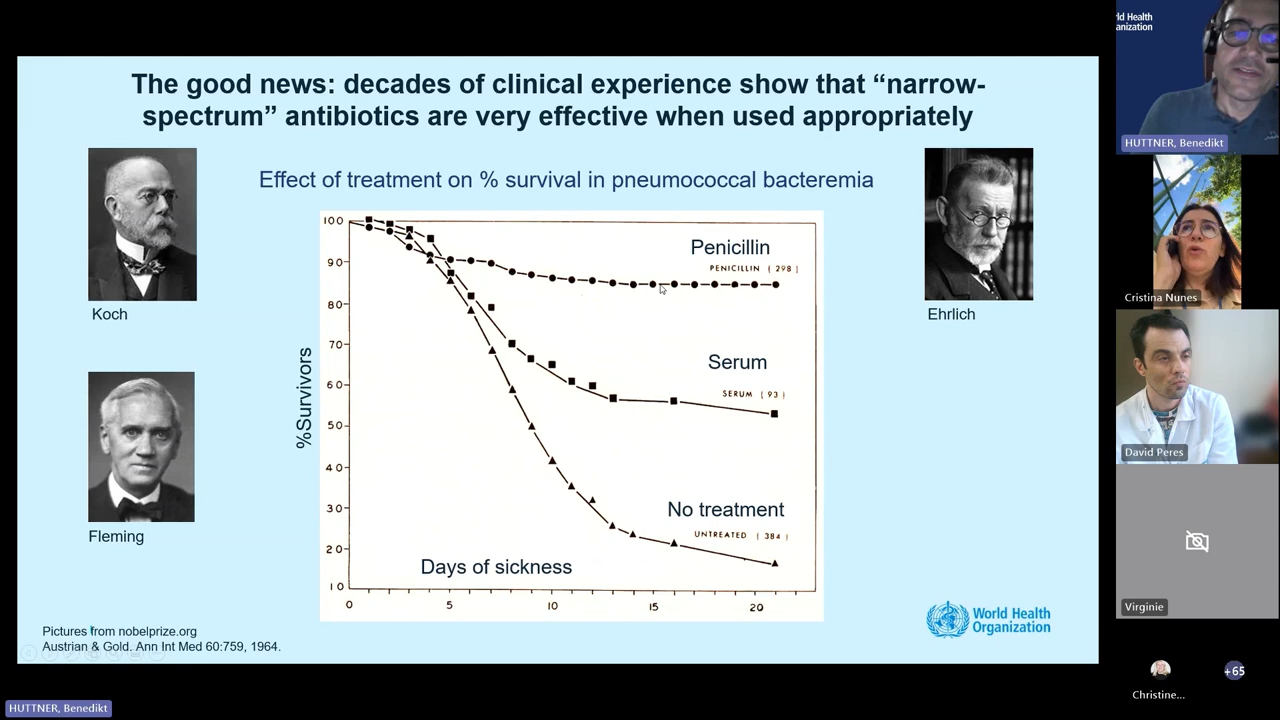 The good news: decades of clinical experience show that “narrow-
spectrum” antibiotics are very effective when used appropriately
Effect of treatment on % survival in pneumococcal bacteremia
Koch
Fleming
Ehrlich
%Survivors
100
90
80
70
60
50
40
30
20
10
Penicillin
PENICILLIN (298)
Serum
SERUM (93)
No treatment
UNTREATED (384)
Days of sickness
0 5 10 15 20
Pictures from nobelprize.org
Austrian & Gold. Ann Int Med 60:759, 1964.
World Health
Organization
HUTTNER, Benedikt
rld Health
anization
HUTTNER, Benedikt
Cristina Nunes
David Peres
Virginie
Christine...
+65